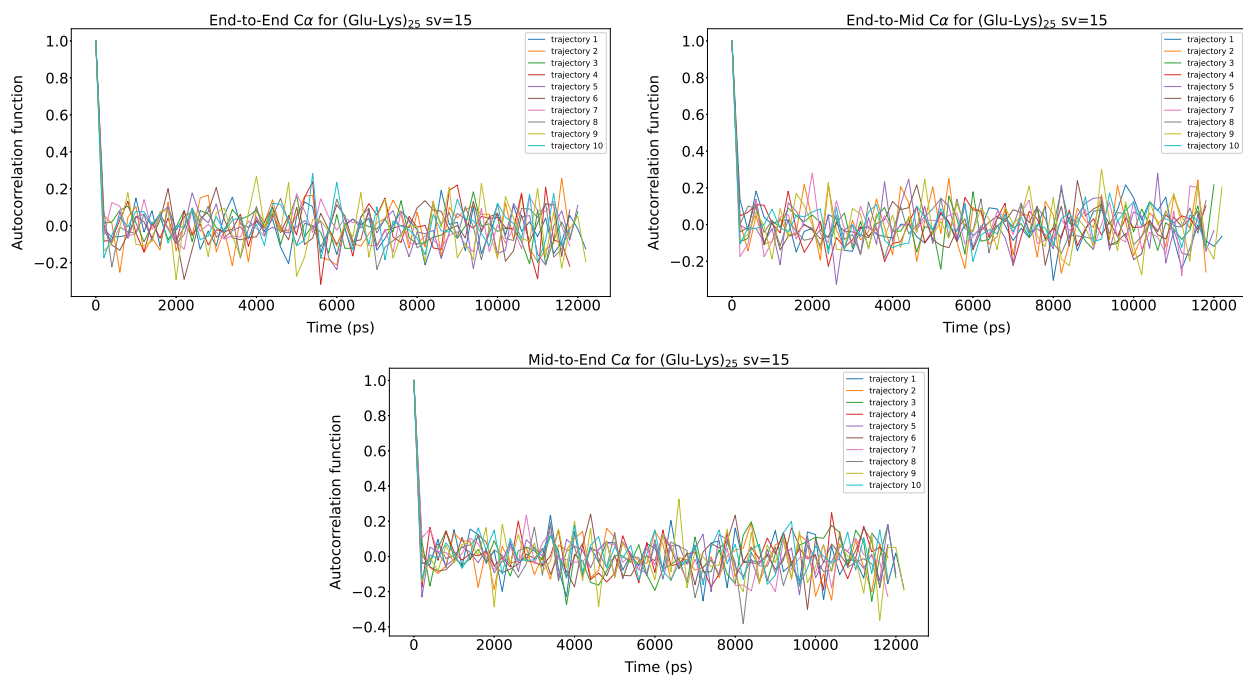 End-to-End Cα for (Glu-Lys)₂₅ sv=15
Autocorrelation function
1.0
0.8
0.6
0.4
0.2
0.0
−0.2
0
2000
4000
6000
8000
10000
12000
Time (ps)
trajectory 1
trajectory 2
trajectory 3
trajectory 4
trajectory 5
trajectory 6
trajectory 7
trajectory 8
trajectory 9
trajectory 10
End-to-Mid Cα for (Glu-Lys)₂₅ sv=15
Autocorrelation function
1.0
0.8
0.6
0.4
0.2
0.0
−0.2
0
2000
4000
6000
8000
10000
12000
Time (ps)
trajectory 1
trajectory 2
trajectory 3
trajectory 4
trajectory 5
trajectory 6
trajectory 7
trajectory 8
trajectory 9
trajectory 10
Mid-to-End Cα for (Glu-Lys)₂₅ sv=15
Autocorrelation function
1.0
0.8
0.6
0.4
0.2
0.0
−0.2
−0.4
0
2000
4000
6000
8000
10000
12000
Time (ps)
trajectory 1
trajectory 2
trajectory 3
trajectory 4
trajectory 5
trajectory 6
trajectory 7
trajectory 8
trajectory 9
trajectory 10